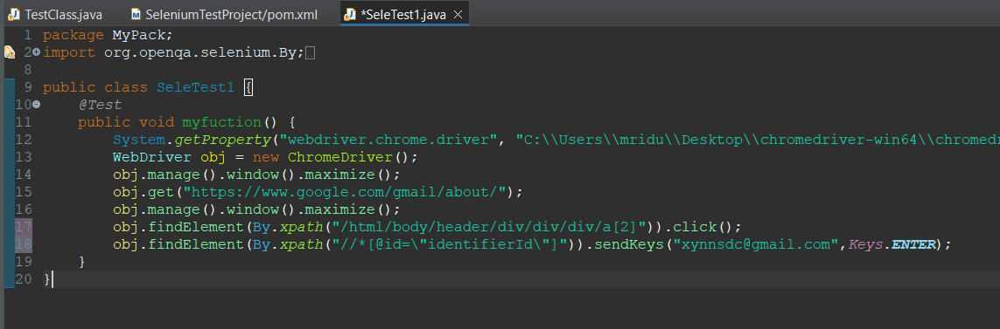 TestClass.java SeleniumTestProject/pom.xml *SeleTest1.java
1 package MyPack;
2 import org.openqa.selenium.By;
8
9 public class SeleTest1 {
10 @Test
11 public void myfuction() {
12 System.getProperty("webdriver.chrome.driver", "C:\\Users\\mridu\\Desktop\\chromedriver-win64\\chromedr
13 WebDriver obj = new ChromeDriver();
14 obj.manage().window().maximize();
15 obj.get("https://www.google.com/gmail/about/");
16 obj.manage().window().maximize();
17 obj.findElement(By.xpath("/html/body/header/div/div/div/a[2]")).click();
18 obj.findElement(By.xpath("//*[@id=\"identifierId\"]")).sendKeys("xynnsdc@gmail.com",Keys.ENTER);
19 }
20 }